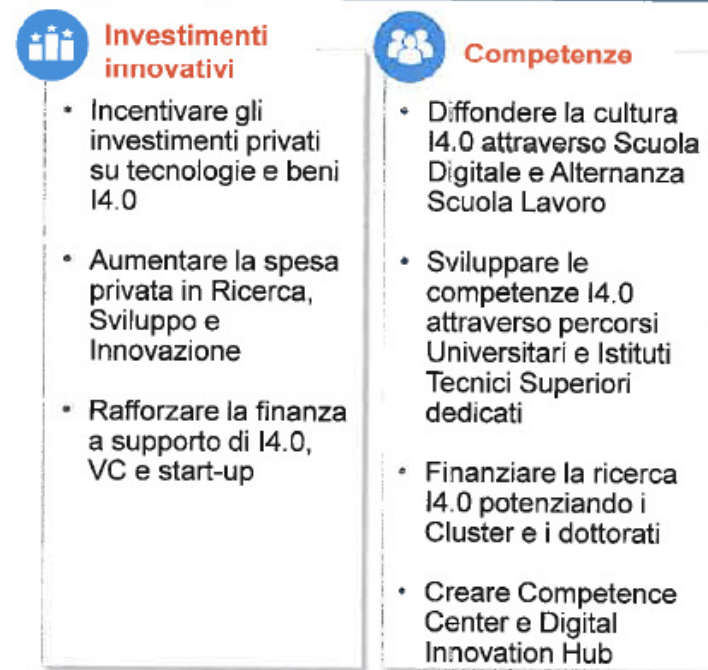 Investimenti
innovativi
• Incentivare gli
investimenti privati
su tecnologie e beni
I4.0
• Aumentare la spesa
privata in Ricerca,
Sviluppo e
Innovazione
• Rafforzare la finanza
a supporto di I4.0,
VC e start-up
Competenze
• Diffondere la cultura
I4.0 attraverso Scuola
Digitale e Alternanza
Scuola Lavoro
• Sviluppare le
competenze I4.0
attraverso percorsi
Universitari e Istituti
Tecnici Superiori
dedicati
• Finanziare la ricerca
I4.0 potenziando i
Cluster e i dottorati
• Creare Competence
Center e Digital
Innovation Hub